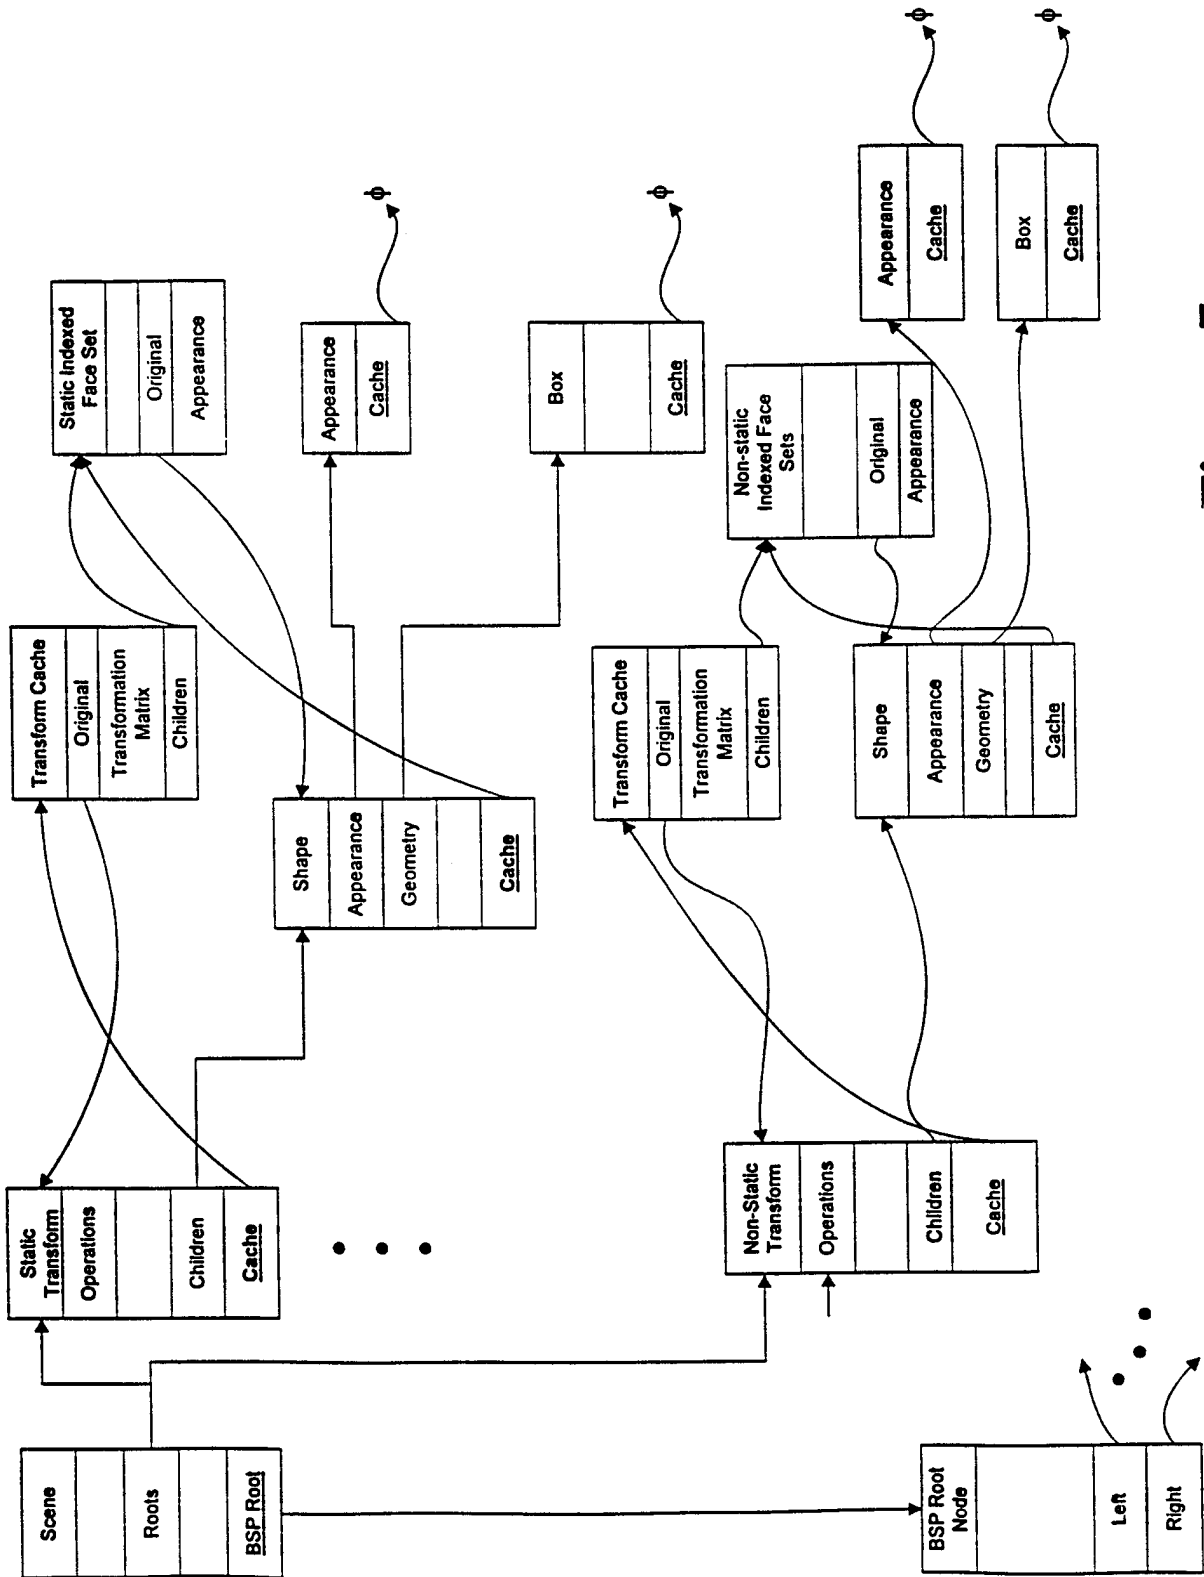 Scene
Roots
BSP Root
Static
Transform
Operations
Children
Cache
Transform Cache
Original
Transformation
Matrix
Children
Static Indexed
Face Set
Original
Appearance
Shape
Appearance
Geometry
Cache
Appearance
Cache
ϕ
Box
Cache
ϕ
Non-Static
Transform
Operations
Children
Cache
Transform Cache
Original
Transformation
Matrix
Children
Non-static
Indexed Face
Sets
Original
Appearance
Shape
Appearance
Geometry
Cache
Appearance
Cache
ϕ
Box
Cache
ϕ
BSP Root
Node
Left
Right